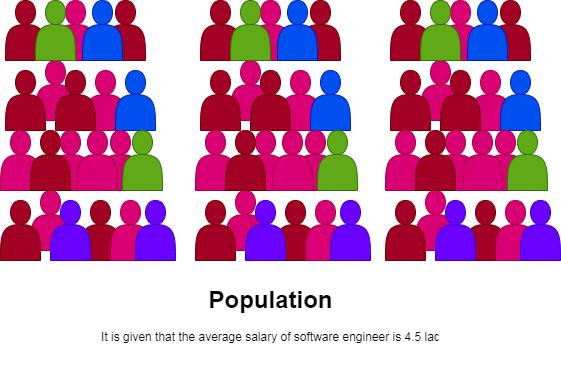 Population
It is given that the average salary of software engineer is 4.5 lac